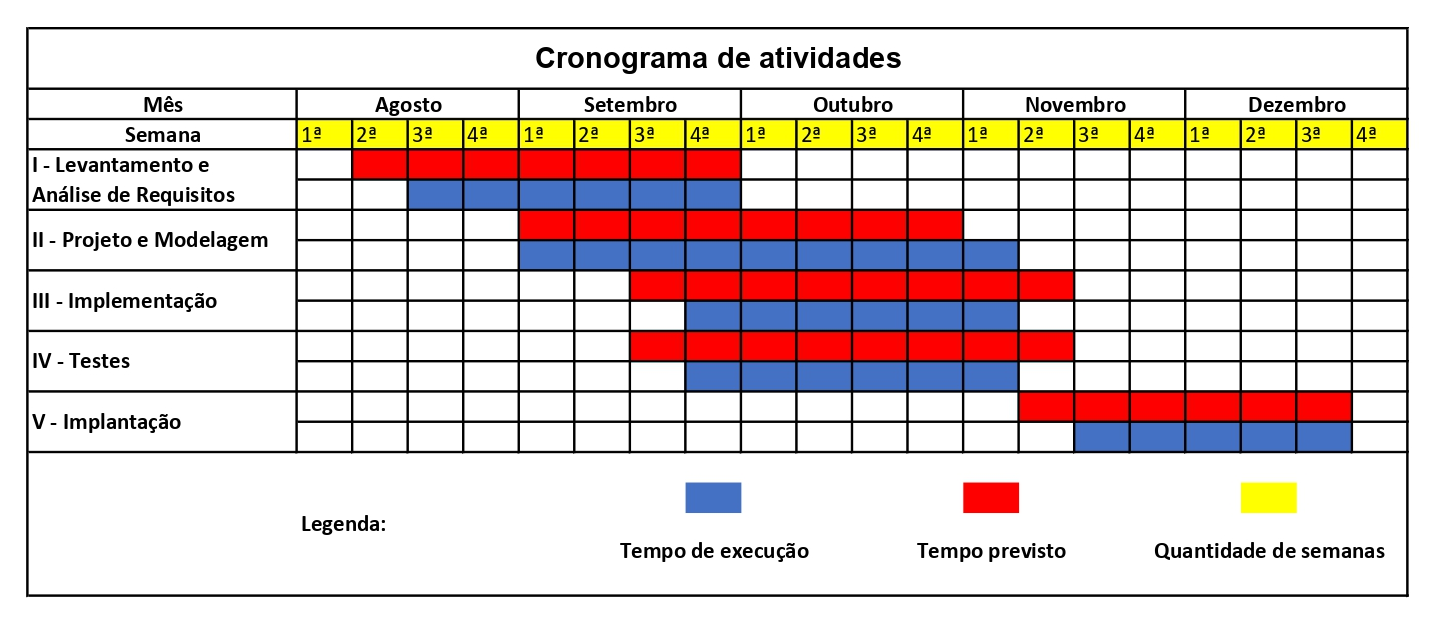 Cronograma de atividades
Mês Agosto Setembro Outubro Novembro Dezembro
Semana 1ª 2ª 3ª 4ª 1ª 2ª 3ª 4ª 1ª 2ª 3ª 4ª 1ª 2ª 3ª 4ª 1ª 2ª 3ª 4ª
I - Levantamento e
Análise de Requisitos
II - Projeto e Modelagem
III - Implementação
IV - Testes
V - Implantação
Legenda:
Tempo de execução Tempo previsto Quantidade de semanas